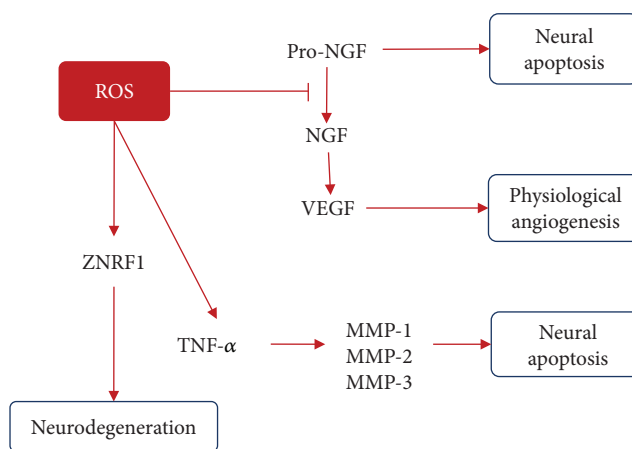 Pro-NGF
Neural
apoptosis
ROS
NGF
VEGF
Physiological
angiogenesis
ZNRF1
TNF-α
MMP-1
MMP-2
MMP-3
Neural
apoptosis
Neurodegeneration